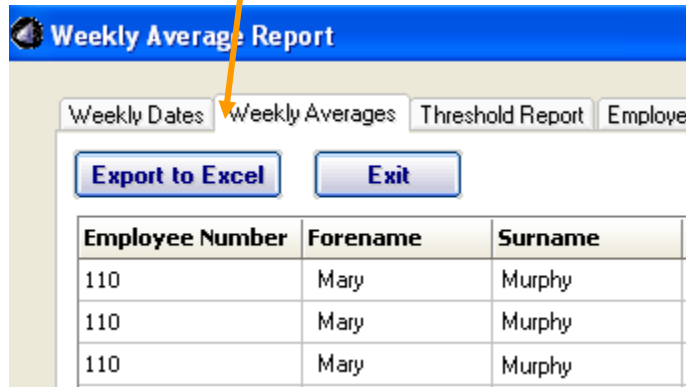 Weekly Average Report
Weekly Dates Weekly Averages Threshold Report Employe
Export to Excel Exit
Employee Number Forename Surname
110 Mary Murphy
110 Mary Murphy
110 Mary Murphy